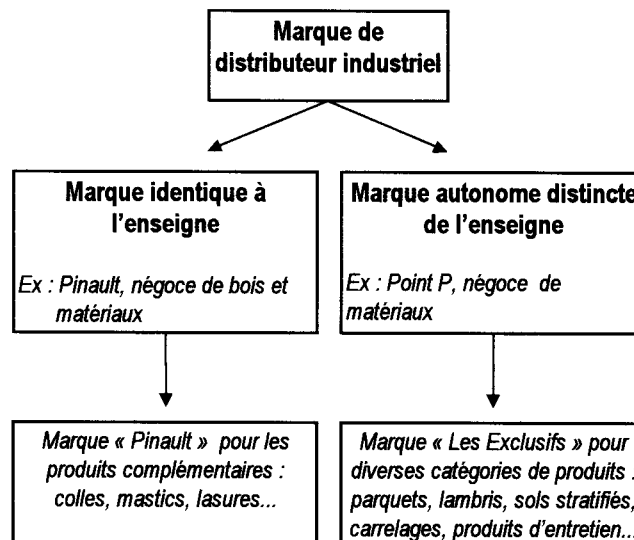 Marque de
distributeur industriel
Marque identique à
l'enseigne
Ex : Pinault, négoce de bois et
matériaux
Marque autonome distincte
de l'enseigne
Ex : Point P, négoce de
matériaux
Marque « Pinault » pour les
produits complémentaires :
colles, mastics, lasures...
Marque « Les Exclusifs » pour
diverses catégories de produits :
parquets, lambris, sols stratifiés,
carrelages, produits d'entretien...